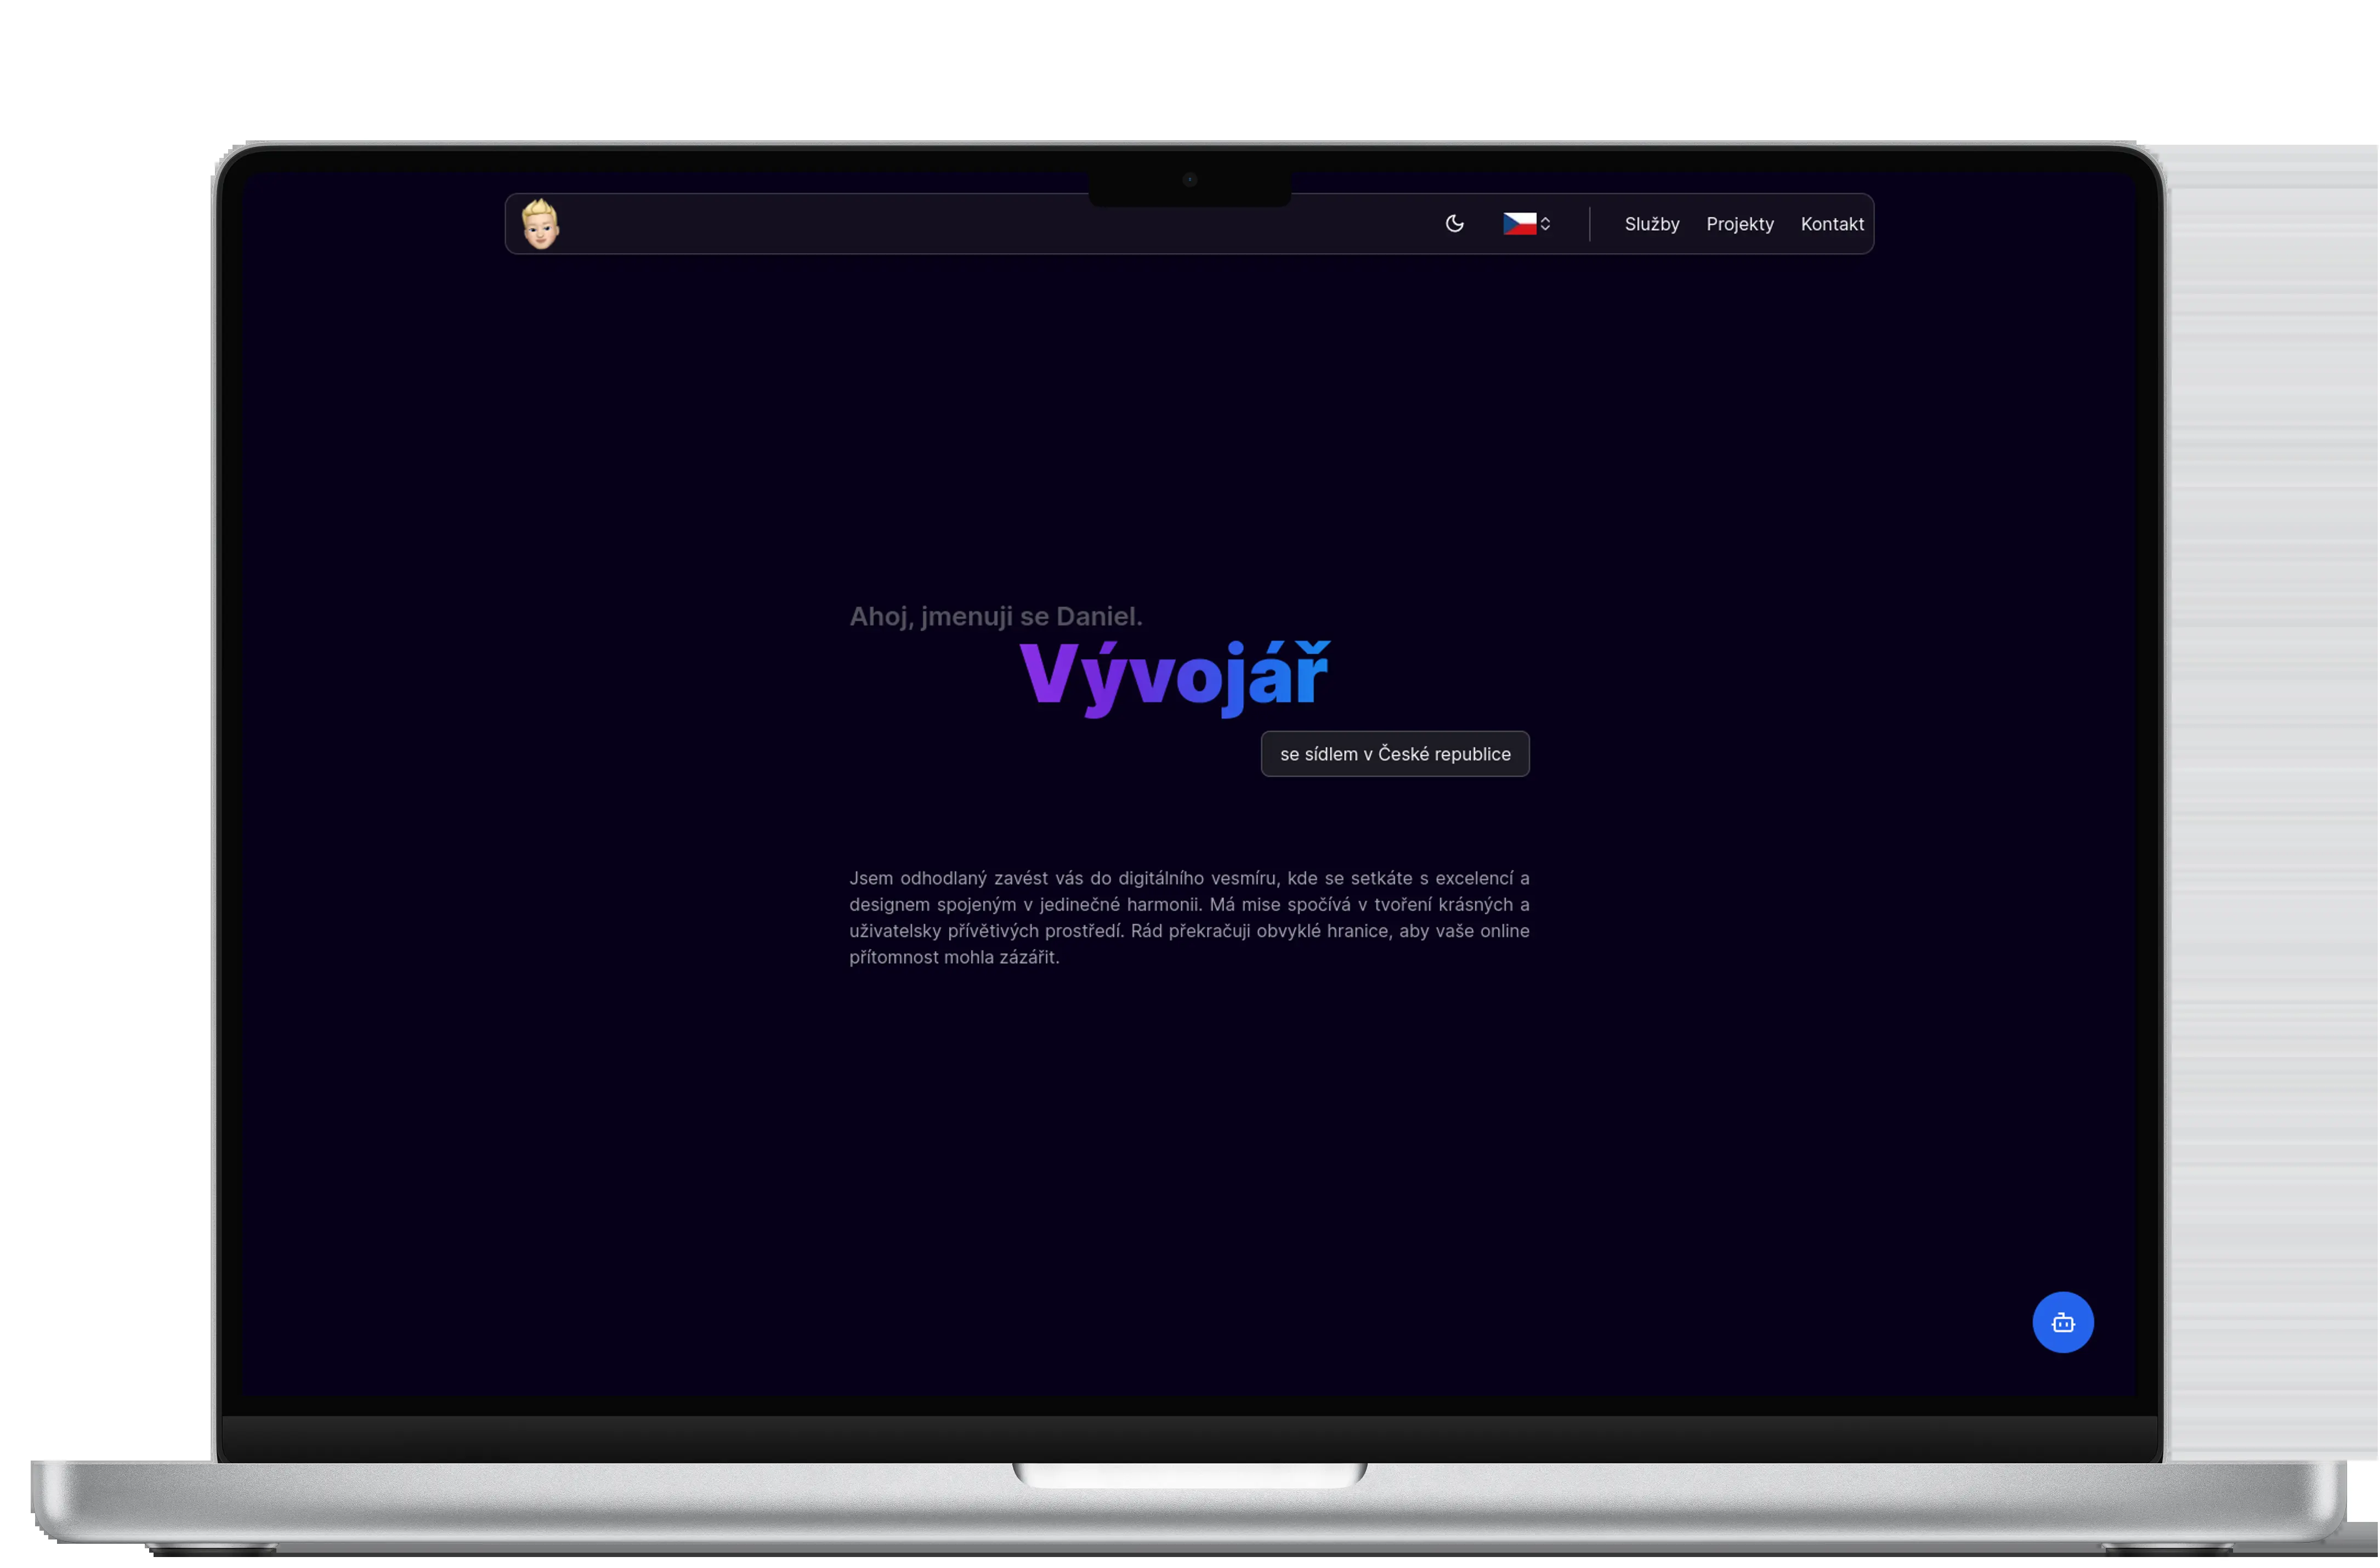 Služby Projekty Kontakt
Ahoj, jmenuji se Daniel.
Vývojář
se sídlem v České republice
Jsem odhodlaný zavést vás do digitálního vesmíru, kde se setkáte s excelencí a
designem spojeným v jedinečné harmonii. Má mise spočívá v tvoření krásných a
uživatelsky přívětivých prostředí. Rád překračuji obvyklé hranice, aby vaše online
přítomnost mohla zázářit.